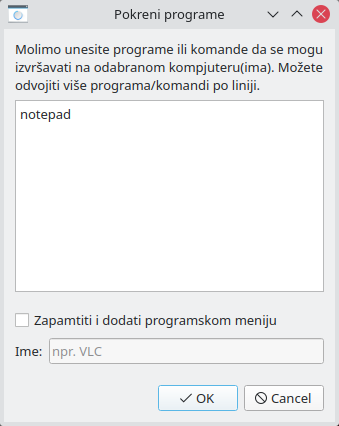 Pokreni programe
Molimo unesite programe ili komande da se mogu
izvršavati na odabranom kompjuteru(ima). Možete
odvojiti više programa/komandi po liniji.
notepad
Zapamtiti i dodati programskom meniju
Ime: npr. VLC
OK Cancel